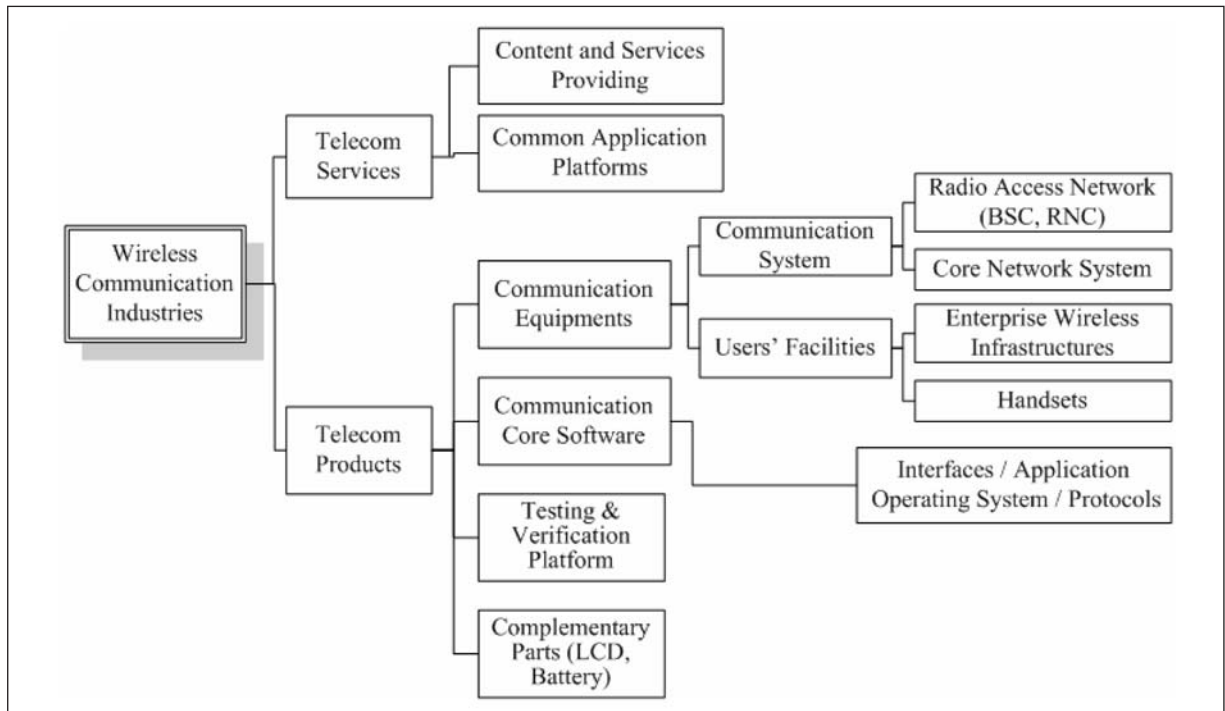 Wireless
Communication
Industries
Telecom
Services
Content and Services
Providing
Common Application
Platforms
Telecom
Products
Communication
Equipments
Communication
System
Radio Access Network
(BSC, RNC)
Core Network System
Users’ Facilities
Enterprise Wireless
Infrastructures
Handsets
Communication
Core Software
Interfaces / Application
Operating System / Protocols
Testing &
Verification
Platform
Complementary
Parts (LCD,
Battery)